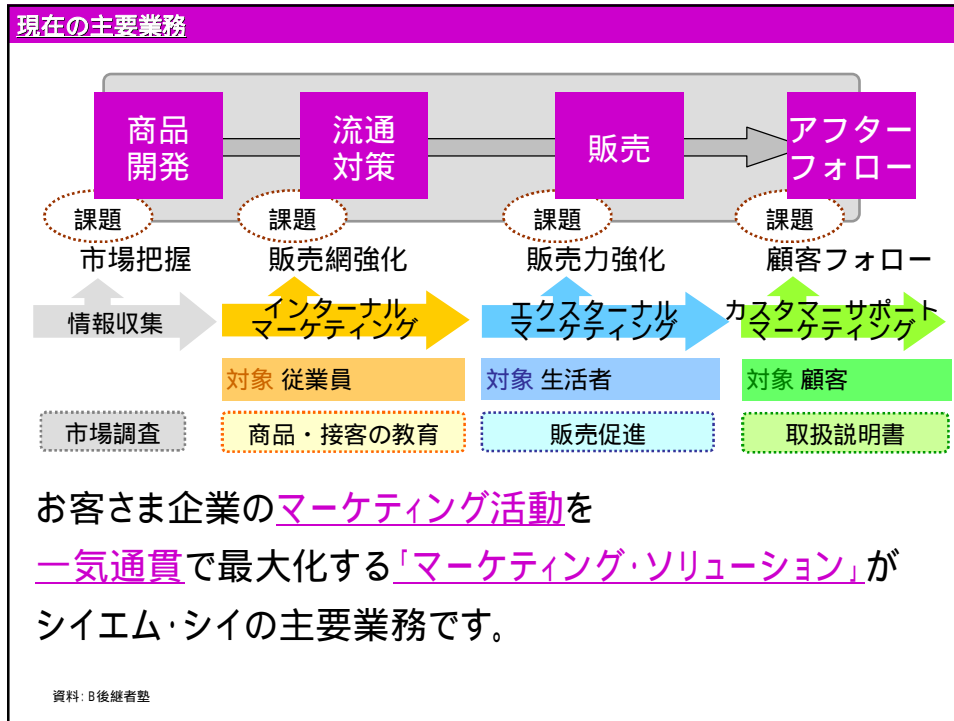 現在の主要業務
商品
開発
流通
対策
販売
アフター
フォロー
課題
課題
課題
課題
市場把握
販売網強化
販売力強化
顧客フォロー
情報収集
インターナル
マーケティング
エクスターナル
マーケティング
カスタマーサポート
マーケティング
対象 従業員
対象 生活者
対象 顧客
市場調査
商品・接客の教育
販売促進
取扱説明書
お客さま企業のマーケティング活動を
一気通貫で最大化する「マーケティング・ソリューション」が
シイエム・シイの主要業務です。
資料:B後継者塾